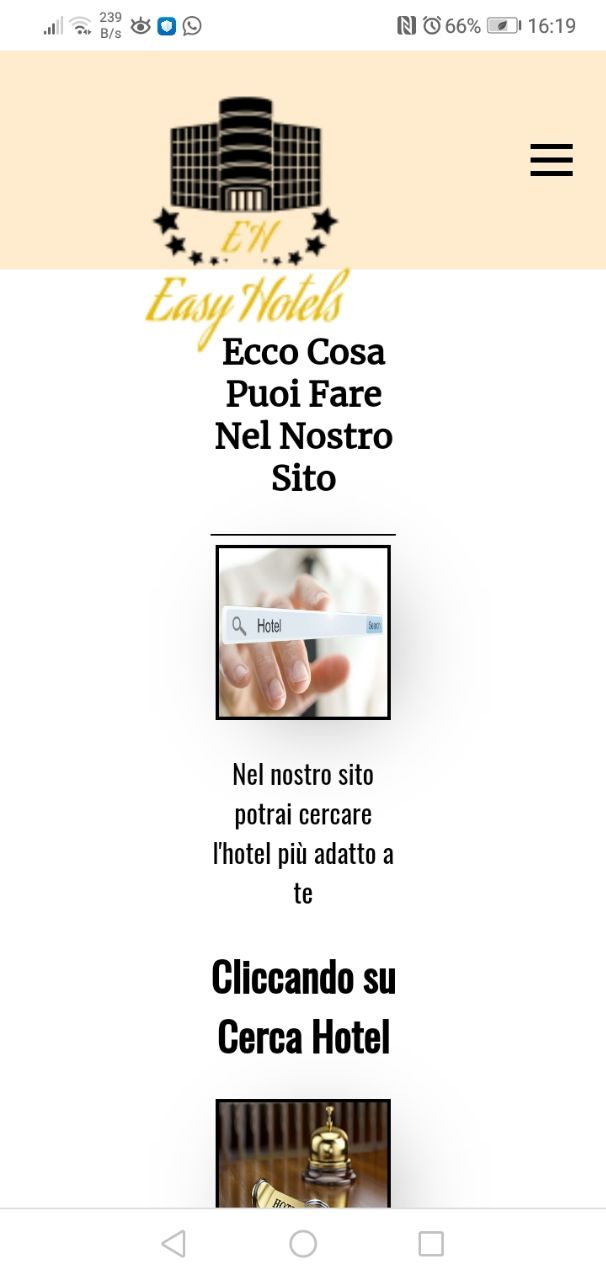 239
B/s
66%
16:19
EH
Easy Hotels
Ecco Cosa
Puoi Fare
Nel Nostro
Sito
Hotel
Search
Nel nostro sito
potrai cercare
l'hotel più adatto a
te
Cliccando su
Cerca Hotel